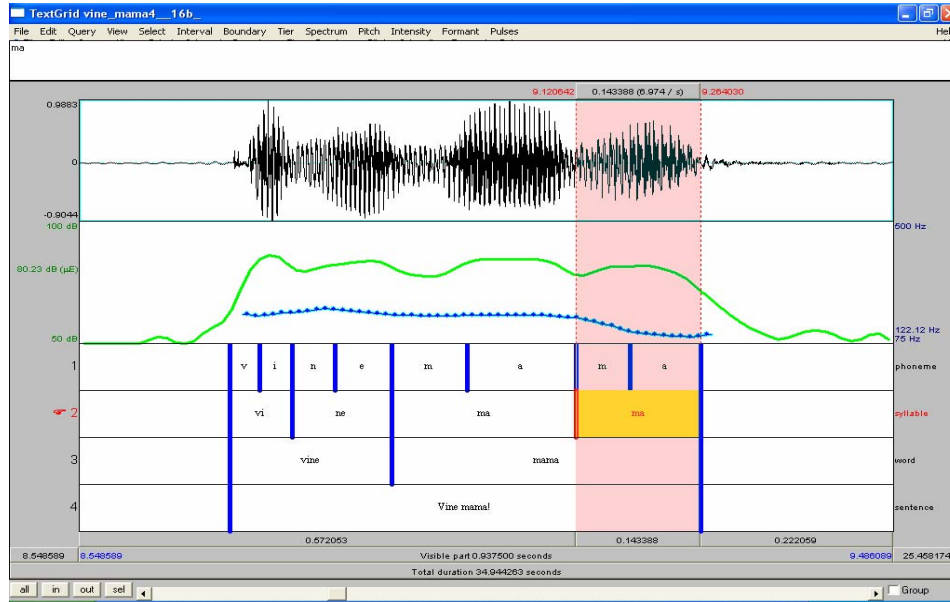 TextGrid vine_mama4__16b_
File Edit Query View Select Interval Boundary Tier Spectrum Pitch Intensity Formant Pulses Hel
ma
9.120642 0.143388 (6.974 / s) 9.264030
0.9883
0
-0.9044
100 dB 500 Hz
80.23 dB (µE)
122.12 Hz
50 dB 75 Hz
1 v i n e m a m a phoneme
2 vi ne ma ma syllable
3 vine mama word
4 Vine mama! sentence
0.572053 0.143388 0.222059
8.548589 8.548589 Visible part 0.937500 seconds 9.486089 25.458174
Total duration 34.944263 seconds
all in out sel Group